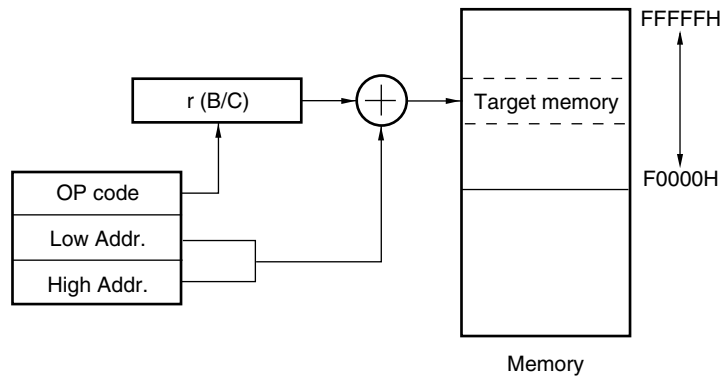 FFFFFH
r (B/C)
Target memory
OP code
F0000H
Low Addr.
High Addr.
Memory